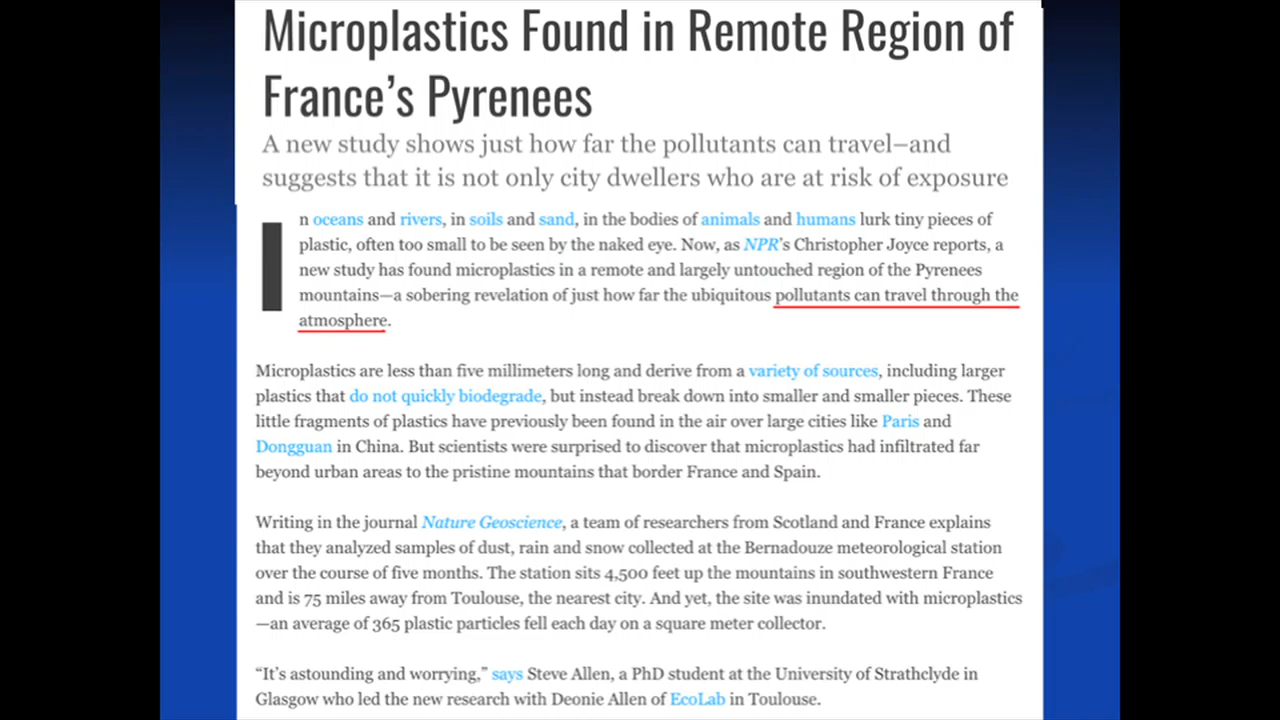 Microplastics Found in Remote Region of
France’s Pyrenees
A new study shows just how far the pollutants can travel—and
suggests that it is not only city dwellers who are at risk of exposure
In oceans and rivers, in soils and sand, in the bodies of animals and humans lurk tiny pieces of
plastic, often too small to be seen by the naked eye. Now, as NPR’s Christopher Joyce reports, a
new study has found microplastics in a remote and largely untouched region of the Pyrenees
mountains—a sobering revelation of just how far the ubiquitous pollutants can travel through the
atmosphere.
Microplastics are less than five millimeters long and derive from a variety of sources, including larger
plastics that do not quickly biodegrade, but instead break down into smaller and smaller pieces. These
little fragments of plastics have previously been found in the air over large cities like Paris and
Dongguan in China. But scientists were surprised to discover that microplastics had infiltrated far
beyond urban areas to the pristine mountains that border France and Spain.
Writing in the journal Nature Geoscience, a team of researchers from Scotland and France explains
that they analyzed samples of dust, rain and snow collected at the Bernadouze meteorological station
over the course of five months. The station sits 4,500 feet up the mountains in southwestern France
and is 75 miles away from Toulouse, the nearest city. And yet, the site was inundated with microplastics
—an average of 365 plastic particles fell each day on a square meter collector.
“It’s astounding and worrying,” says Steve Allen, a PhD student at the University of Strathclyde in
Glasgow who led the new research with Deonie Allen of EcoLab in Toulouse.